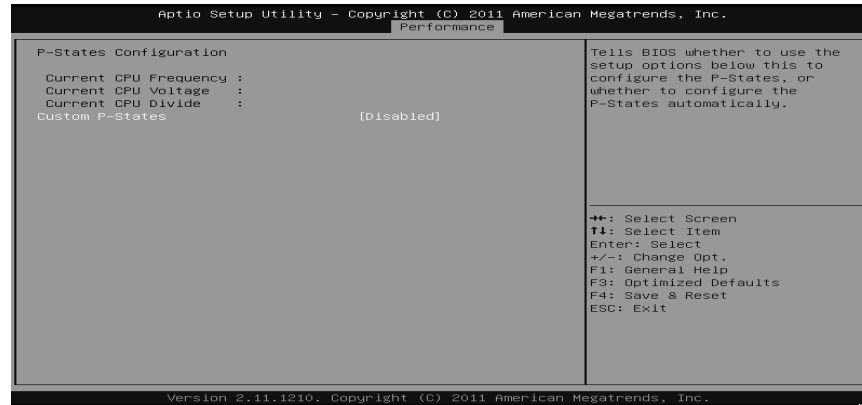 Aptio Setup Utility – Copyright (C) 2011 American Megatrends, Inc.
Performance
P-States Configuration
Current CPU Frequency :
Current CPU Voltage :
Current CPU Divide :
Custom P-States [Disabled]
Tells BIOS whether to use the
setup options below this to
configure the P-States, or
whether to configure the
P-States automatically.
→←: Select Screen
↑↓: Select Item
Enter: Select
+/-: Change Opt.
F1: General Help
F3: Optimized Defaults
F4: Save & Reset
ESC: Exit
Version 2.11.1210. Copyright (C) 2011 American Megatrends, Inc.